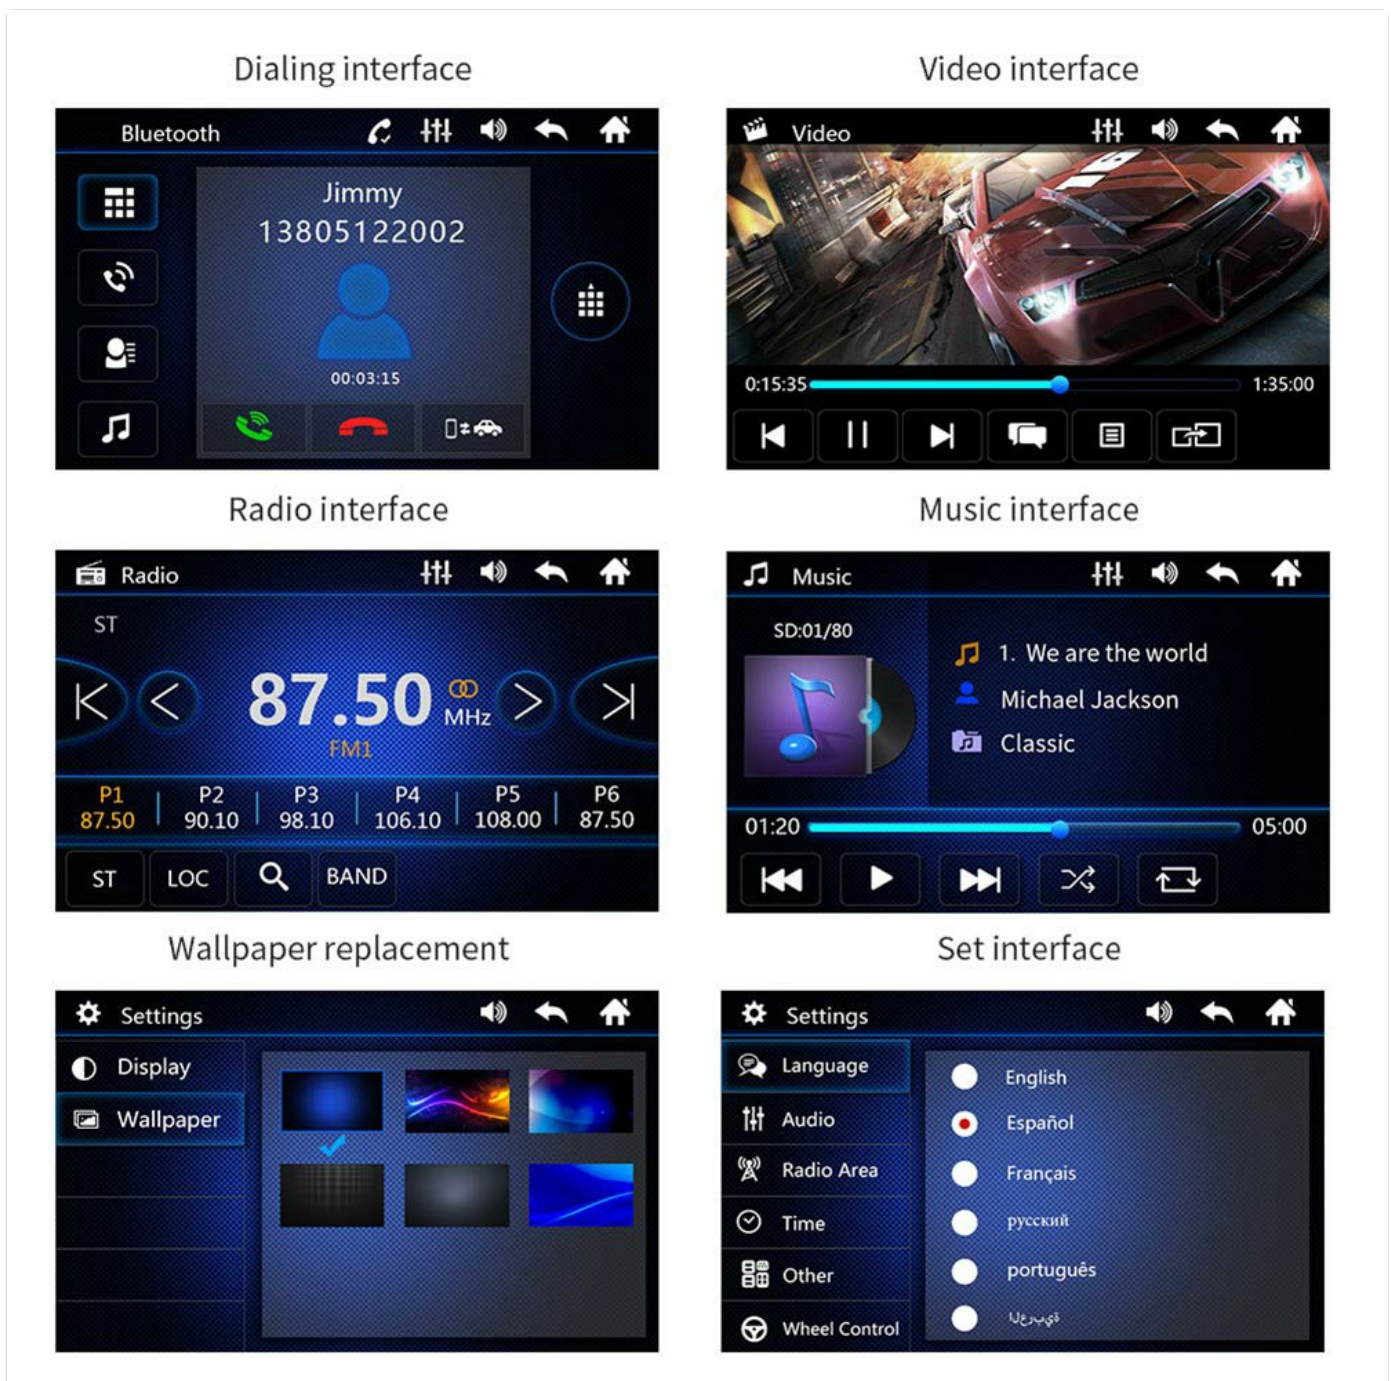 Dialing interface
Video interface
Bluetooth
Jimmy
13805122002
00:03:15
Video
0:15:35
1:35:00
Radio interface
Music interface
Radio
ST
87.50
MHz
FM1
P1 P2 P3 P4 P5 P6
87.50 90.10 98.10 106.10 108.00 87.50
ST LOC BAND
Music
SD:01/80
1. We are the world
Michael Jackson
Classic
01:20
05:00
Wallpaper replacement
Set interface
Settings
Display
Wallpaper
Settings
Language
Audio
Radio Area
Time
Other
Wheel Control
English
Español
Français
русский
português
ةيبرعلا